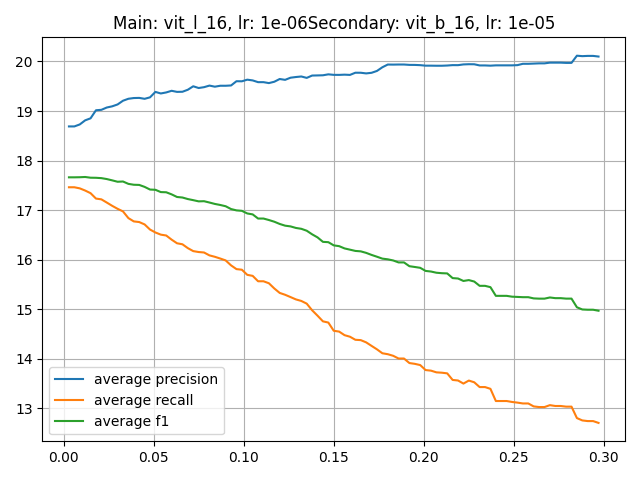 Main: vit_l_16, lr: 1e-06Secondary: vit_b_16, lr: 1e-05
20
19
18
17
16
15
14
13
average precision
average recall
average f1
0.00 0.05 0.10 0.15 0.20 0.25 0.30